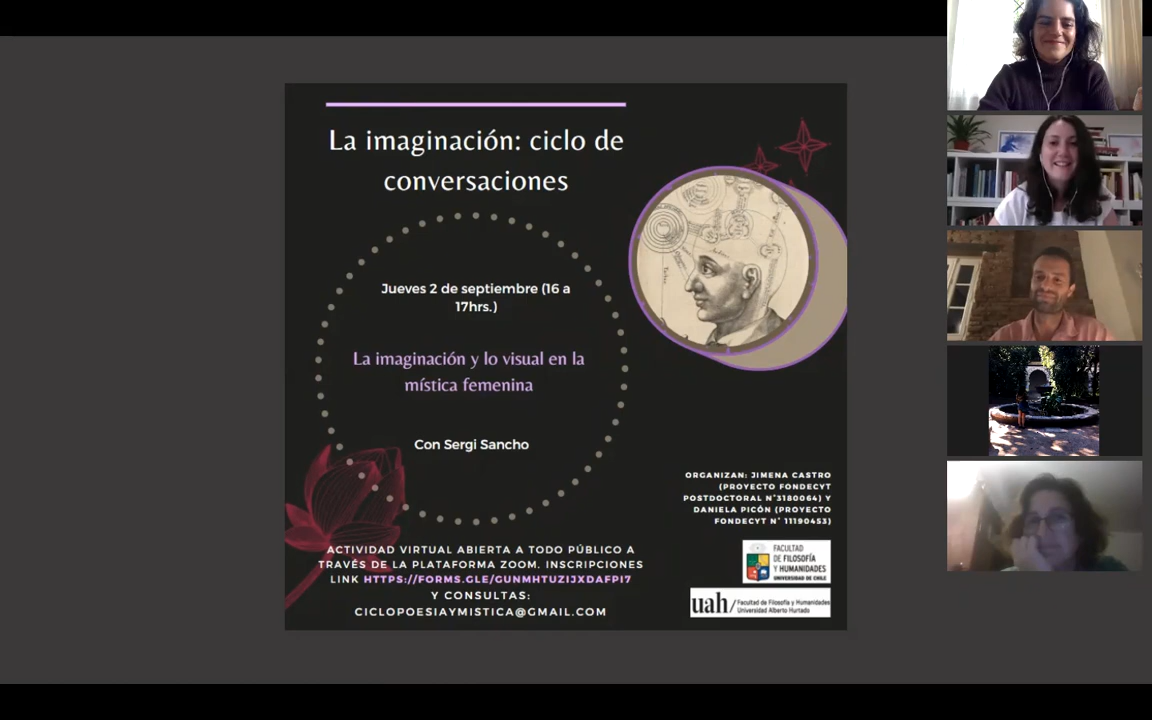 La imaginación: ciclo de
conversaciones
Jueves 2 de septiembre (16 a
17hrs.)
La imaginación y lo visual en la
mística femenina
Con Sergi Sancho
ORGANIZAN: JIMENA CASTRO
(PROYECTO FONDECYT
POSTDOCTORAL N°3180064) Y
DANIELA PICÓN (PROYECTO
FONDECYT N° 11190453)
FACULTAD
DE FILOSOFÍA
Y HUMANIDADES
UNIVERSIDAD DE CHILE
uah/ Facultad de Filosofía y Humanidades
Universidad Alberto Hurtado
ACTIVIDAD VIRTUAL ABIERTA A TODO PÚBLICO A
TRAVÉS DE LA PLATAFORMA ZOOM. INSCRIPCIONES
LINK HTTPS://FORMS.GLE/GUNMHTUZIJXDAFPI7
Y CONSULTAS:
CICLOPOESIAYMISTICA@GMAIL.COM